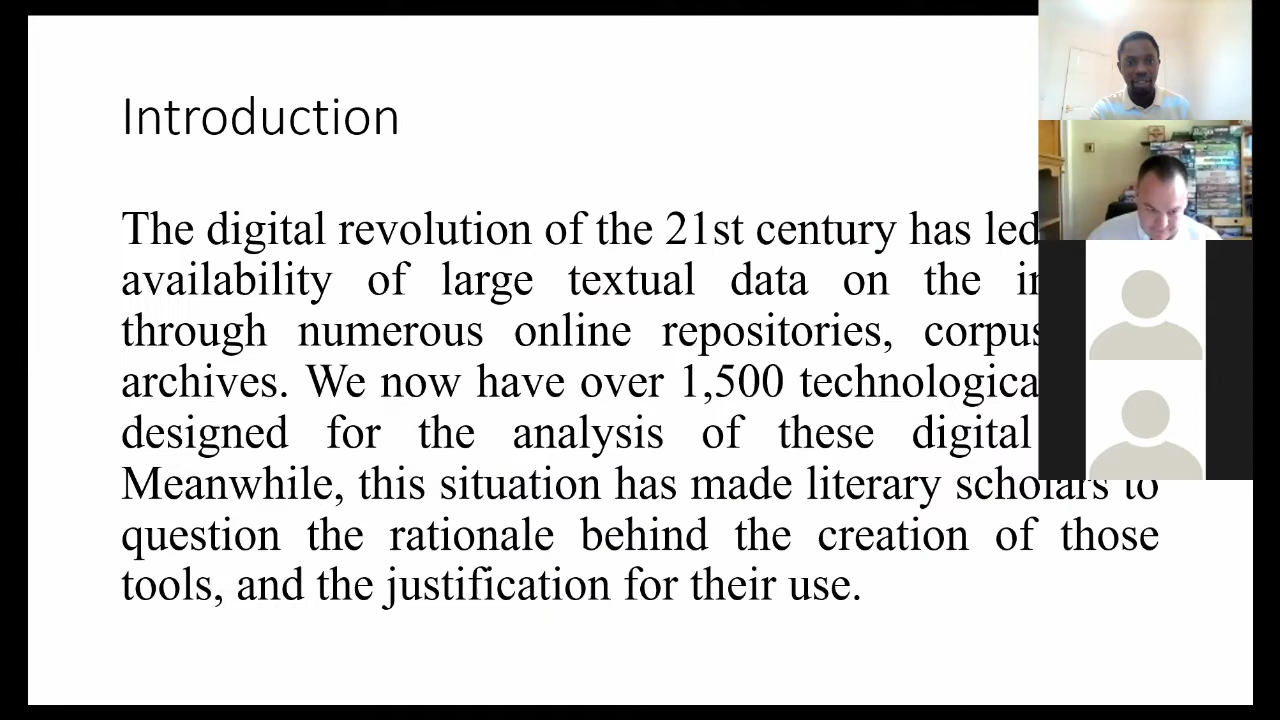 Introduction
The digital revolution of the 21st century has led
availability of large textual data on the
through numerous online repositories,
archives. We now have over 1,500
designed for the analysis of these digital
Meanwhile, this situation has made literary scholars to
question the rationale behind the creation of those
tools, and the justification for their use.